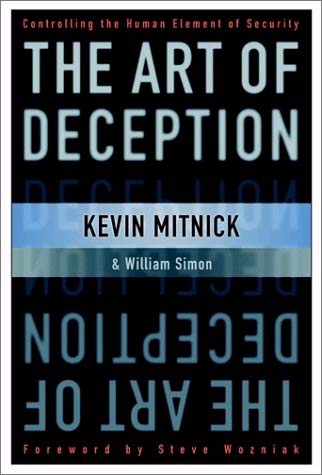 Controlling the Human Element of Security
THE ART OF
DECEPTION
DECEPTION
KEVIN MITNICK
& William Simon
DECEPTION
THE ART OF
Foreword by Steve Wozniak